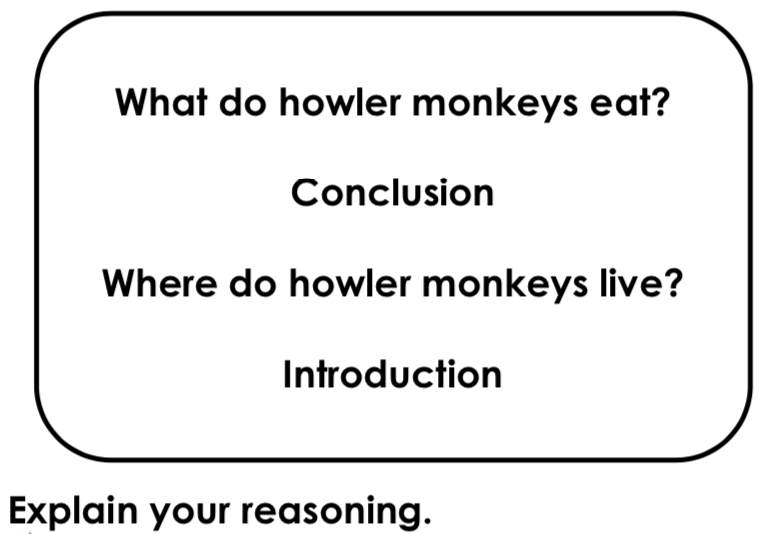 What do howler monkeys eat?
Conclusion
Where do howler monkeys live?
Introduction
Explain your reasoning.